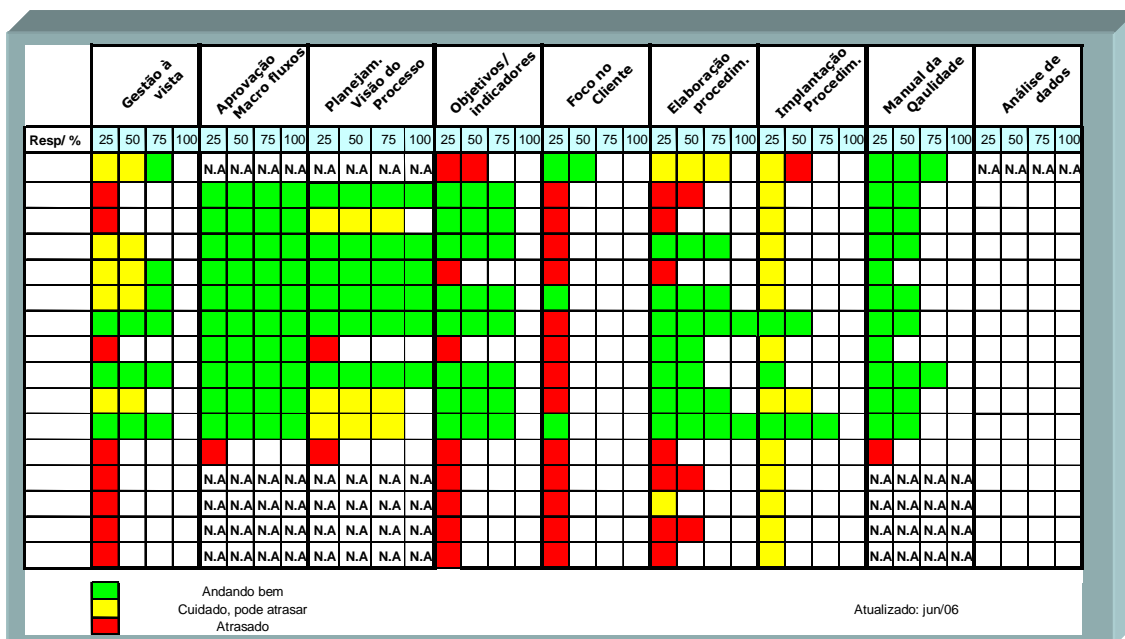 Gestão à
vista
Aprovação
Macro fluxos
Planejam.
Visão do
Processo
Objetivos/
indicadores
Foco no
Cliente
Elaboração
procedim.
Implantação
Procedim.
Manual da
Qaulidade
Análise de
dados
Resp/ % 25 50 75 100 25 50 75 100 25 50 75 100 25 50 75 100 25 50 75 100 25 50 75 100 25 50 75 100 25 50 75 100 25 50 75 100
N.A N.A N.A N.A N.A N.A N.A N.A N.A N.A N.A N.A
N.A N.A N.A N.A N.A N.A N.A N.A N.A N.A N.A N.A
N.A N.A N.A N.A N.A N.A N.A N.A N.A N.A N.A N.A
N.A N.A N.A N.A N.A N.A N.A N.A N.A N.A N.A N.A
N.A N.A N.A N.A N.A N.A N.A N.A N.A N.A N.A N.A
Andando bem
Cuidado, pode atrasar
Atrasado
Atualizado: jun/06